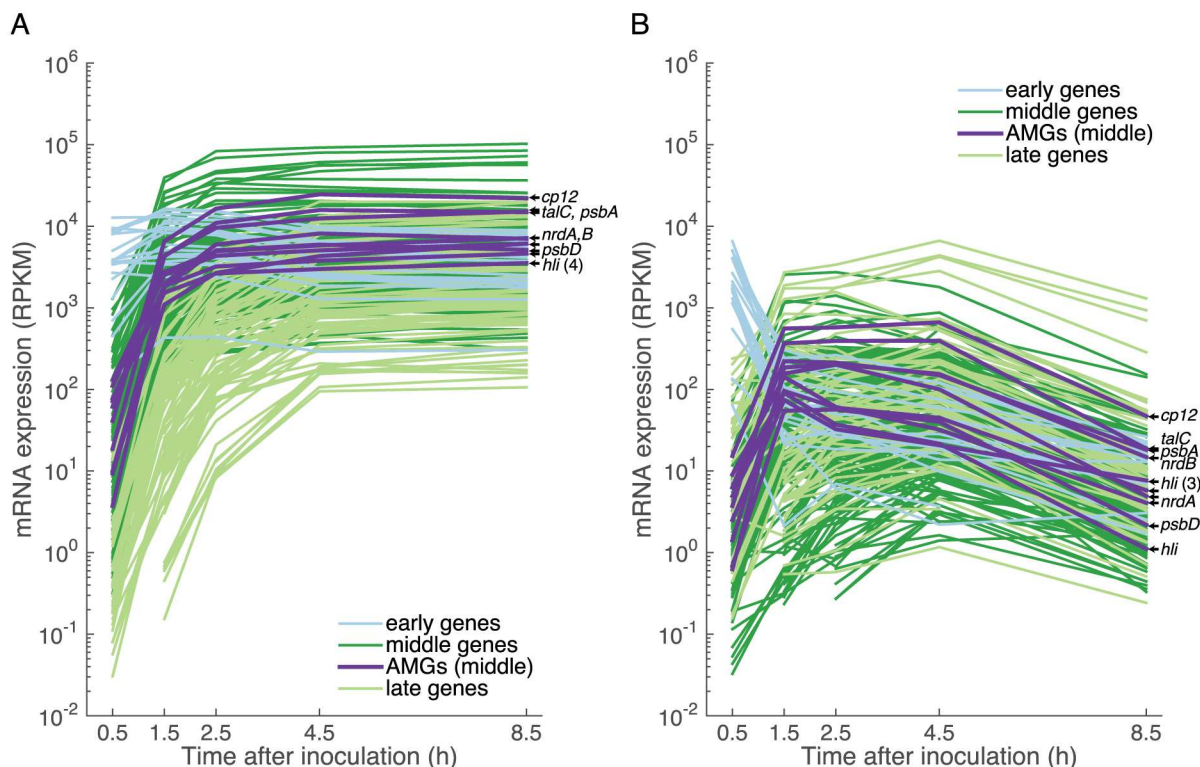 A
mRNA expression (RPKM)
10^6
10^5
10^4
10^3
10^2
10^1
10^0
10^-1
10^-2
0.5 1.5 2.5 4.5 8.5
Time after inoculation (h)
cp12
talC, psbA
nrdA,B
psbD
hli (4)
early genes
middle genes
AMGs (middle)
late genes
B
mRNA expression (RPKM)
10^6
10^5
10^4
10^3
10^2
10^1
10^0
10^-1
10^-2
0.5 1.5 2.5 4.5 8.5
Time after inoculation (h)
early genes
middle genes
AMGs (middle)
late genes
cp12
talC
psbA
nrdB
hli (3)
nrdA
psbD
hli